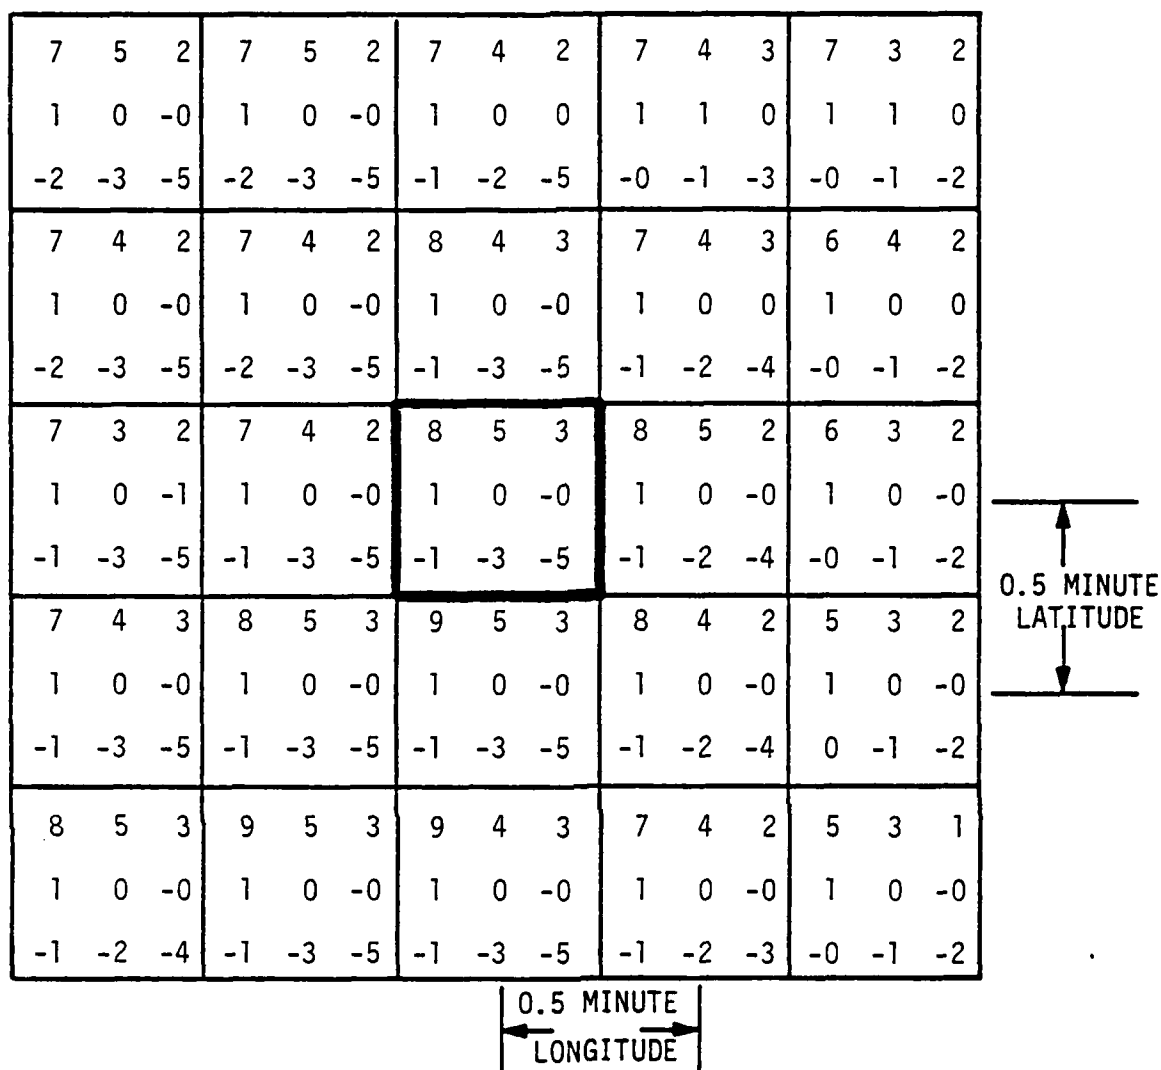 7 5 2 7 5 2 7 4 2 7 4 3 7 3 2
1 0 -0 1 0 -0 1 0 0 1 1 0 1 1 0
-2 -3 -5 -2 -3 -5 -1 -2 -5 -0 -1 -3 -0 -1 -2
7 4 2 7 4 2 8 4 3 7 4 3 6 4 2
1 0 -0 1 0 -0 1 0 -0 1 0 0 1 0 0
-2 -3 -5 -2 -3 -5 -1 -3 -5 -1 -2 -4 -0 -1 -2
7 3 2 7 4 2 8 5 3 8 5 2 6 3 2
1 0 -1 1 0 -0 1 0 -0 1 0 -0 1 0 -0
-1 -3 -5 -1 -3 -5 -1 -3 -5 -1 -2 -4 -0 -1 -2
0.5 MINUTE
LATITUDE
7 4 3 8 5 3 9 5 3 8 4 2 5 3 2
1 0 -0 1 0 -0 1 0 -0 1 0 -0 1 0 -0
-1 -3 -5 -1 -3 -5 -1 -3 -5 -1 -2 -4 0 -1 -2
8 5 3 9 5 3 9 4 3 7 4 2 5 3 1
1 0 -0 1 0 -0 1 0 -0 1 0 -0 1 0 -0
-1 -2 -4 -1 -3 -5 -1 -3 -5 -1 -2 -3 -0 -1 -2
0.5 MINUTE
LONGITUDE